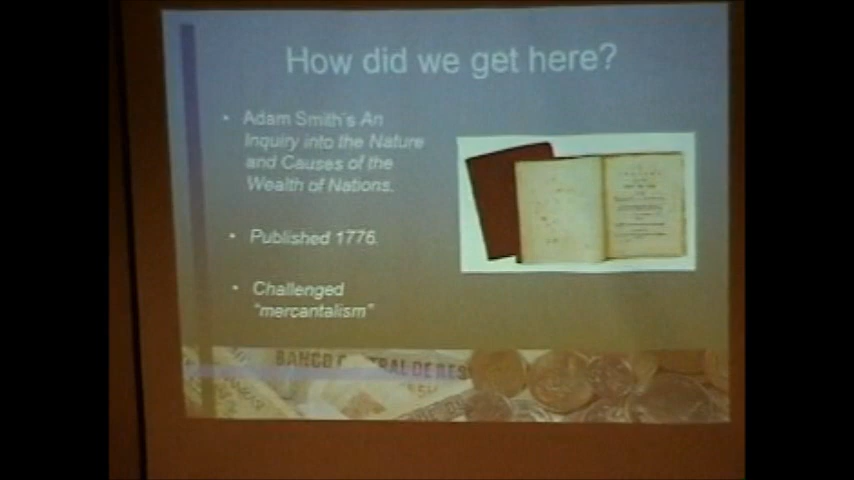 How did we get here?
• Adam Smith's An
Inquiry into the Nature
and Causes of the
Wealth of Nations.
• Published 1776.
• Challenged
"mercantalism"
BANCO C TRAL DE RES